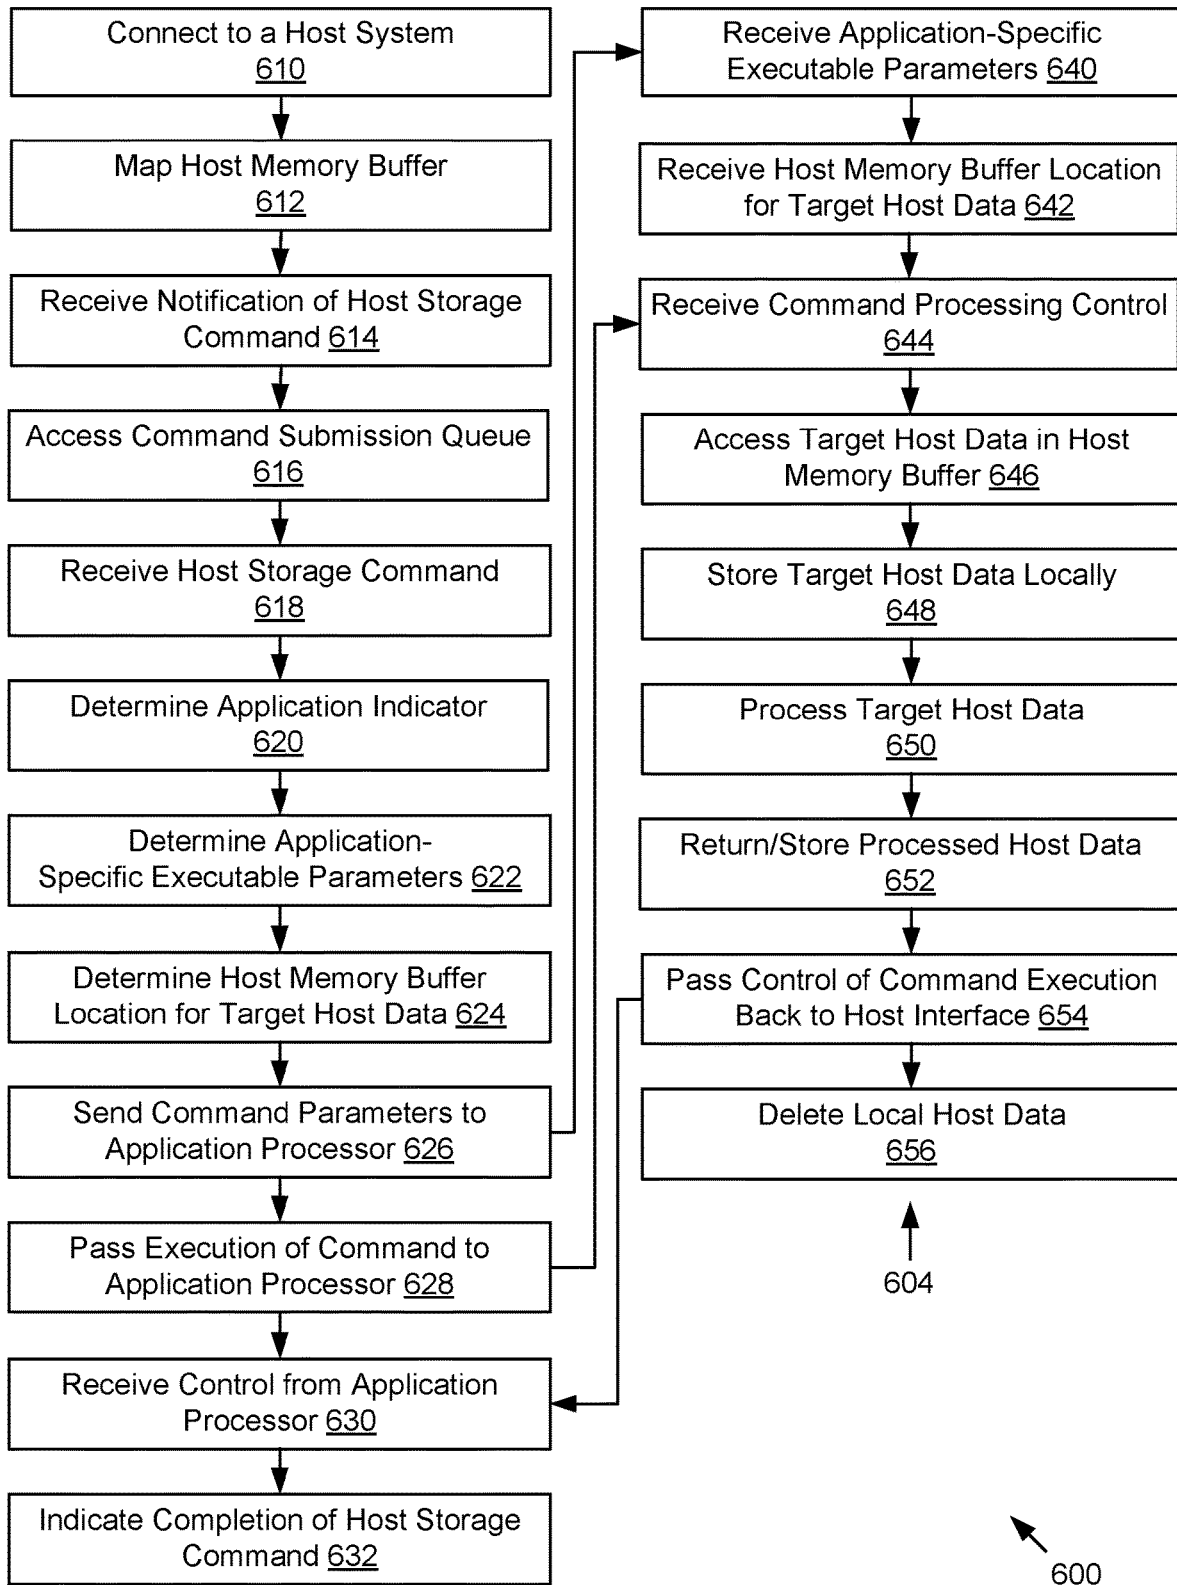 Connect to a Host System
610
Map Host Memory Buffer
612
Receive Notification of Host Storage
Command 614
Access Command Submission Queue
616
Receive Host Storage Command
618
Determine Application Indicator
620
Determine Application-
Specific Executable Parameters 622
Determine Host Memory Buffer
Location for Target Host Data 624
Send Command Parameters to
Application Processor 626
Pass Execution of Command to
Application Processor 628
Receive Control from Application
Processor 630
Indicate Completion of Host Storage
Command 632
Receive Application-Specific
Executable Parameters 640
Receive Host Memory Buffer Location
for Target Host Data 642
Receive Command Processing Control
644
Access Target Host Data in Host
Memory Buffer 646
Store Target Host Data Locally
648
Process Target Host Data
650
Return/Store Processed Host Data
652
Pass Control of Command Execution
Back to Host Interface 654
Delete Local Host Data
656
604
600